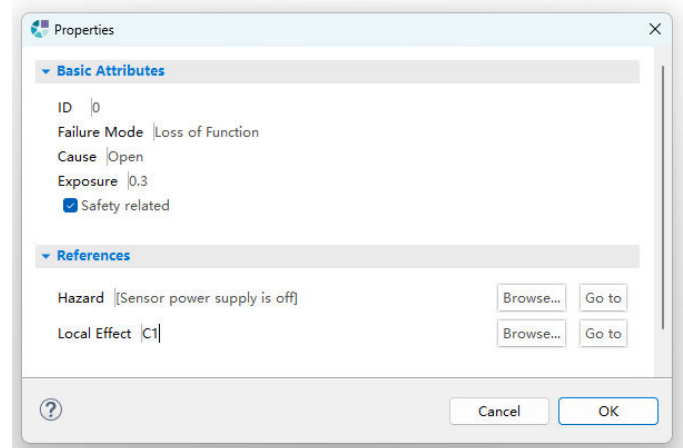 Properties
Basic Attributes
ID 0
Failure Mode Loss of Function
Cause Open
Exposure 0.3
Safety related
References
Hazard [Sensor power supply is off] Browse... Go to
Local Effect C1 Browse... Go to
? Cancel OK